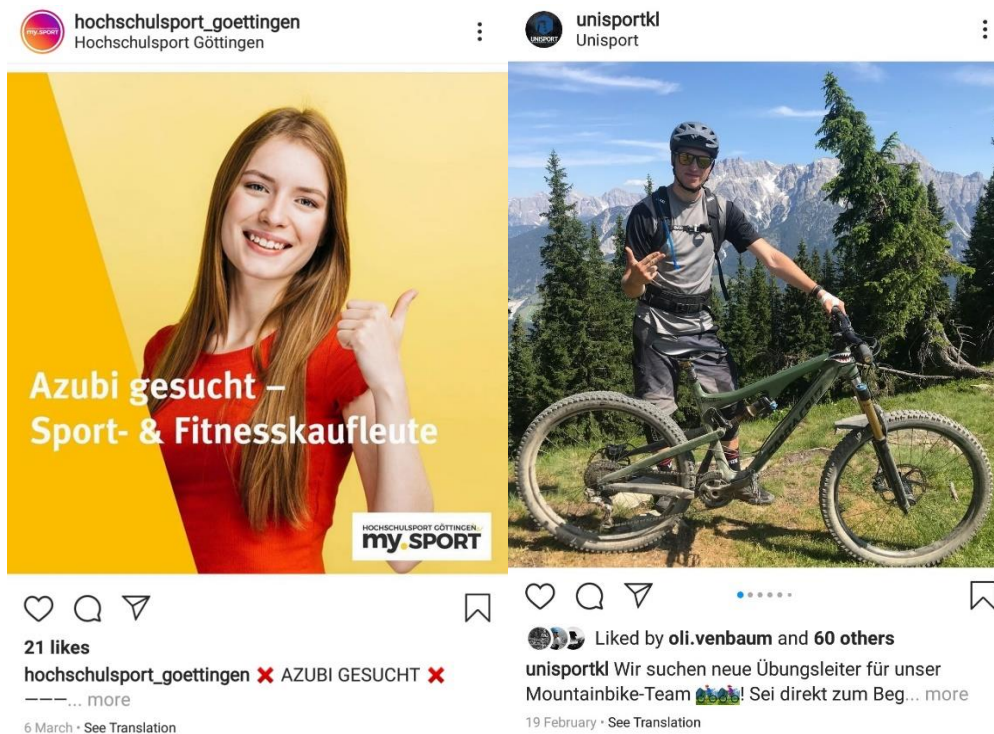 hochschulsport_goettingen
Hochschulsport Göttingen
my.sport
Azubi gesucht –
Sport- & Fitnesskaufleute
HOCHSCHULSPORT GÖTTINGEN
my.SPORT
21 likes
hochschulsport_goettingen ❌ AZUBI GESUCHT ❌
———... more
6 March · See Translation
unisportkl
Unisport
UNISPORT
Liked by oli.venbaum and 60 others
unisportkl Wir suchen neue Übungsleiter für unser
Mountainbike-Team 🚵🚵! Sei direkt zum Beg... more
19 February · See Translation